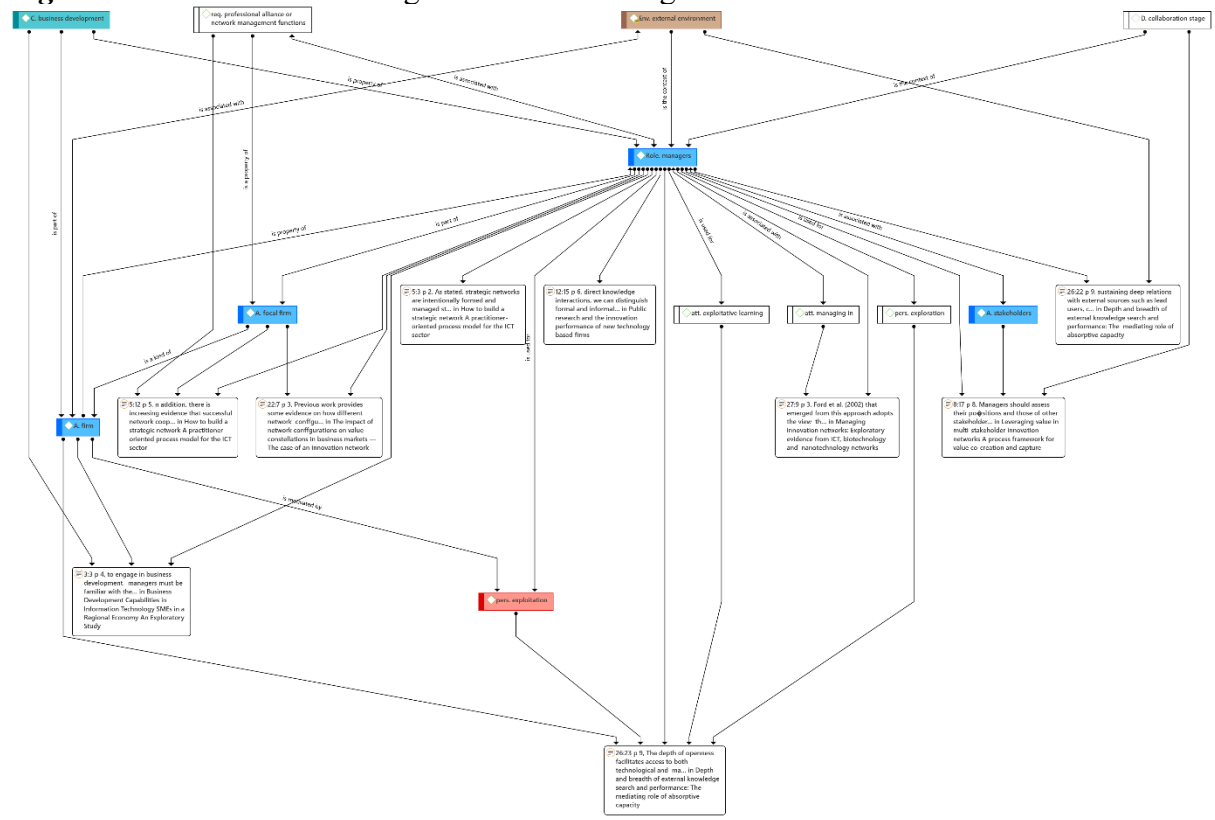 C. business development
req. professional alliance or
network management functions
Env. external environment
D. collaboration stage
is property of
is associated with
is the context of
is the context of
is associated with
Role: managers
is a property of
is part of
is property of
is part of
is used for
is associated with
is used for
is associated with
5:3 p 2, As stated, strategic networks
are intentionally formed and
managed st... in How to build a
strategic network A practitioner-
oriented process model for the ICT
sector
12:15 p 6, direct knowledge
interactions, we can distinguish
formal and informal... in Public
research and the innovation
performance of new technology
based firms
26:22 p 9, sustaining deep relations
with external sources such as lead
users, c... in Depth and breadth of
external knowledge search and
performance: The mediating role of
absorptive capacity
A. focal firm
att. exploitative learning
att. managing in
pers. exploration
A. stakeholders
is a kind of
is used for
5:12 p 5, n addition, there is
increasing evidence that successful
network coop... in How to build a
strategic network A practitioner
oriented process model for the ICT
sector
22:7 p 3, Previous work provides
some evidence on how different
network configu... in The impact of
network configurations on value
constellations in business markets —
The case of an innovation network
27:9 p 3, Ford et al. (2002) that
emerged from this approach adopts
the view th... in Managing
innovation networks: Exploratory
evidence from ICT, biotechnology
and nanotechnology networks
8:17 p 8, Managers should assess
their po�sitions and those of other
stakeholder... in Leveraging value in
multi stakeholder innovation
networks A process framework for
value co creation and capture
A. firm
is motivated by
3:3 p 4, to engage in business
development, managers must be
familiar with the... in Business
Development Capabilities in
Information Technology SMEs in a
Regional Economy An Exploratory
Study
pers. exploitation
26:23 p 9, The depth of openness
facilitates access to both
technological and ma... in Depth
and breadth of external knowledge
search and performance: The
mediating role of absorptive
capacity